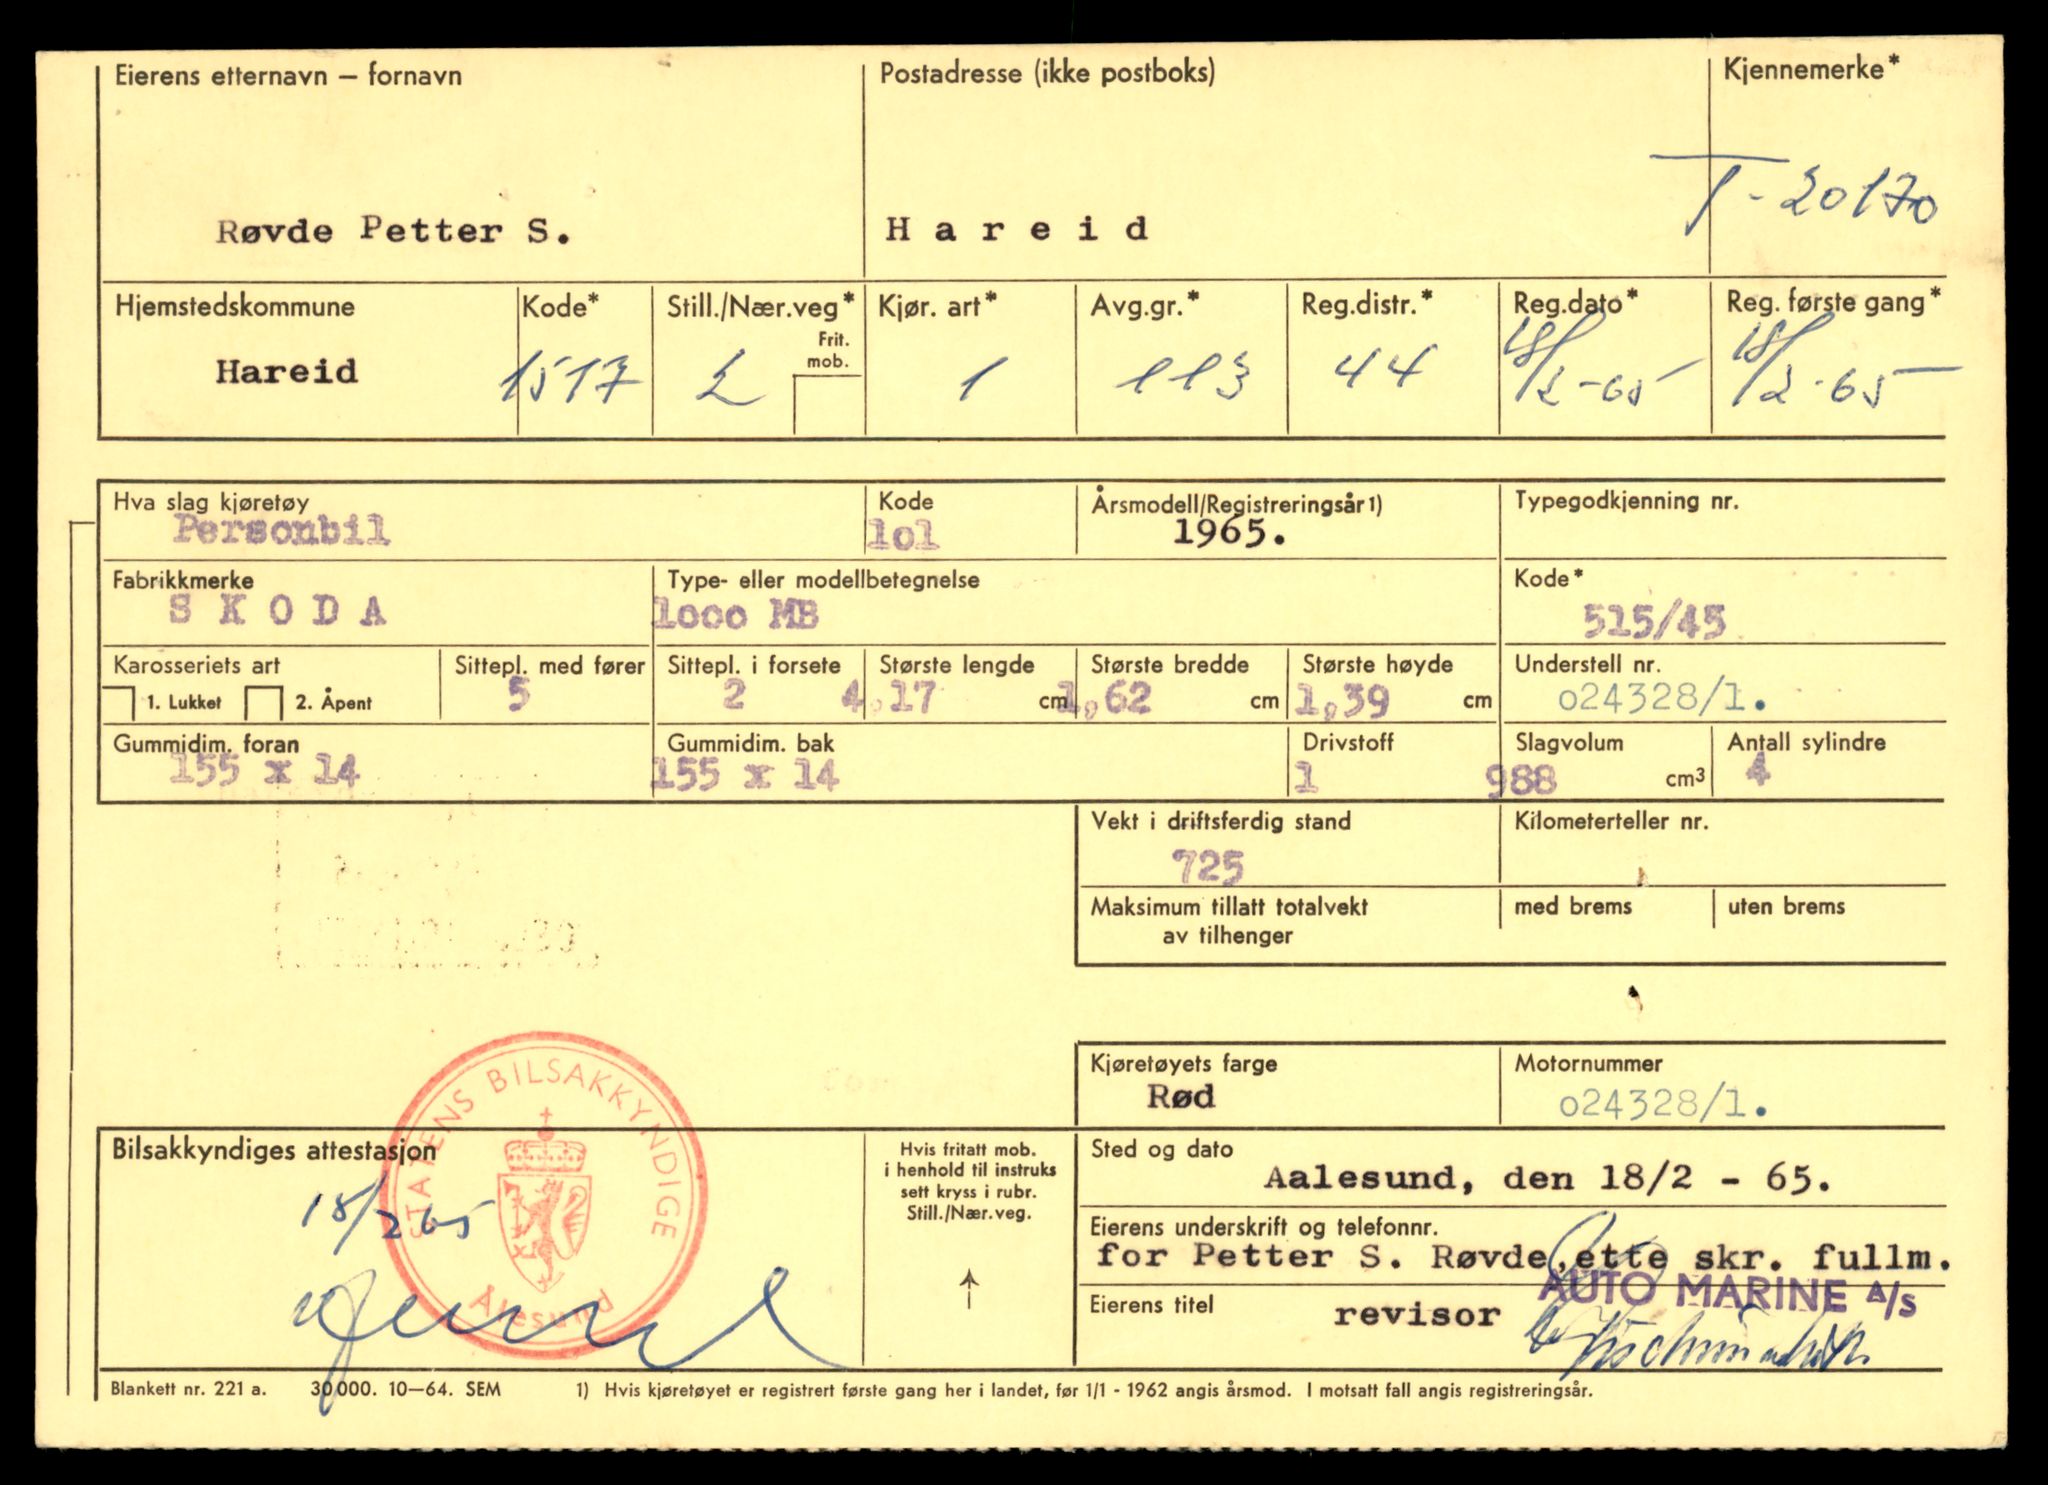 Eierens etternavn – fornavn Postadresse (ikke postboks) Kjennemerke*
Røvde Petter S. Hareid T-20170
Hjemstedskommune Kode* Still./Nær.veg* Kjør. art* Avg.gr.* Reg.distr.* Reg.dato* Reg. første gang*
Frit. mob.
Hareid 1517 2 1 113 44 18/2-65 18/2-65
Hva slag kjøretøy Kode Årsmodell/Registreringsår 1) Typegodkjenning nr.
Personbil lol 1965.
Fabrikkmerke Type- eller modellbetegnelse Kode*
SKODA looo MB 515/45
Karosseriets art Sittepl. med fører Sittepl. i forsete Største lengde Største bredde Største høyde Understell nr.
1. Lukket 2. Åpent 5 2 4,17 cm 1,62 cm 1,39 cm o24328/1.
Gummidim. foran Gummidim. bak Drivstoff Slagvolum Antall sylindre
155 x 14 155 x 14 1 988 cm³ 4
Vekt i driftsferdig stand Kilometerteller nr.
725
Maksimum tillatt totalvekt av tilhenger med brems uten brems
Kjøretøyets farge Motornummer
Rød o24328/1.
STATENS BILSAKKYNDIGE
Ålesund
Bilsakkyndiges attestasjon
18/2 65
Hvis fritatt mob.
i henhold til instruks
sett kryss i rubr.
Still./Nær.veg.
Sted og dato
Aalesund, den 18/2 - 65.
Eierens underskrift og telefonnr.
for Petter S. Røvde,ette skr. fullm.
AUTO MARINE A/S
Eierens titel revisor
Blankett nr. 221 a. 30 000. 10—64. SEM 1) Hvis kjøretøyet er registrert første gang her i landet, før 1/1 - 1962 angis årsmod. I motsatt fall angis registreringsår.